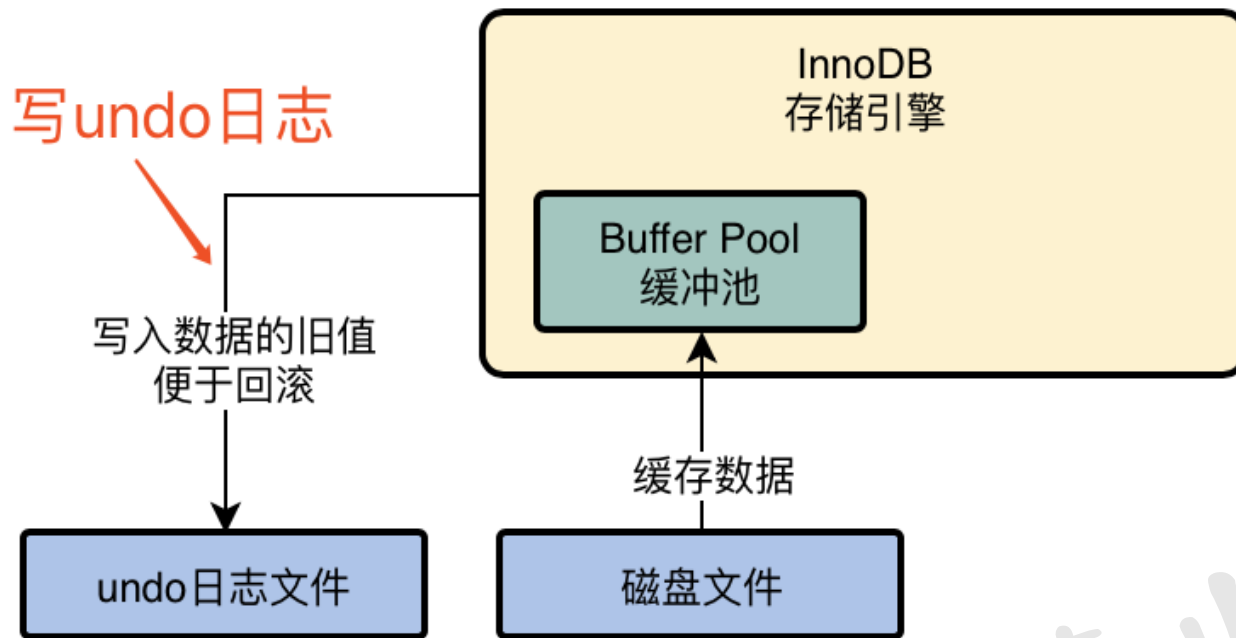 InnoDB
存储引擎
写undo日志
Buffer Pool
缓冲池
写入数据的旧值
便于回滚
缓存数据
undo日志文件
磁盘文件